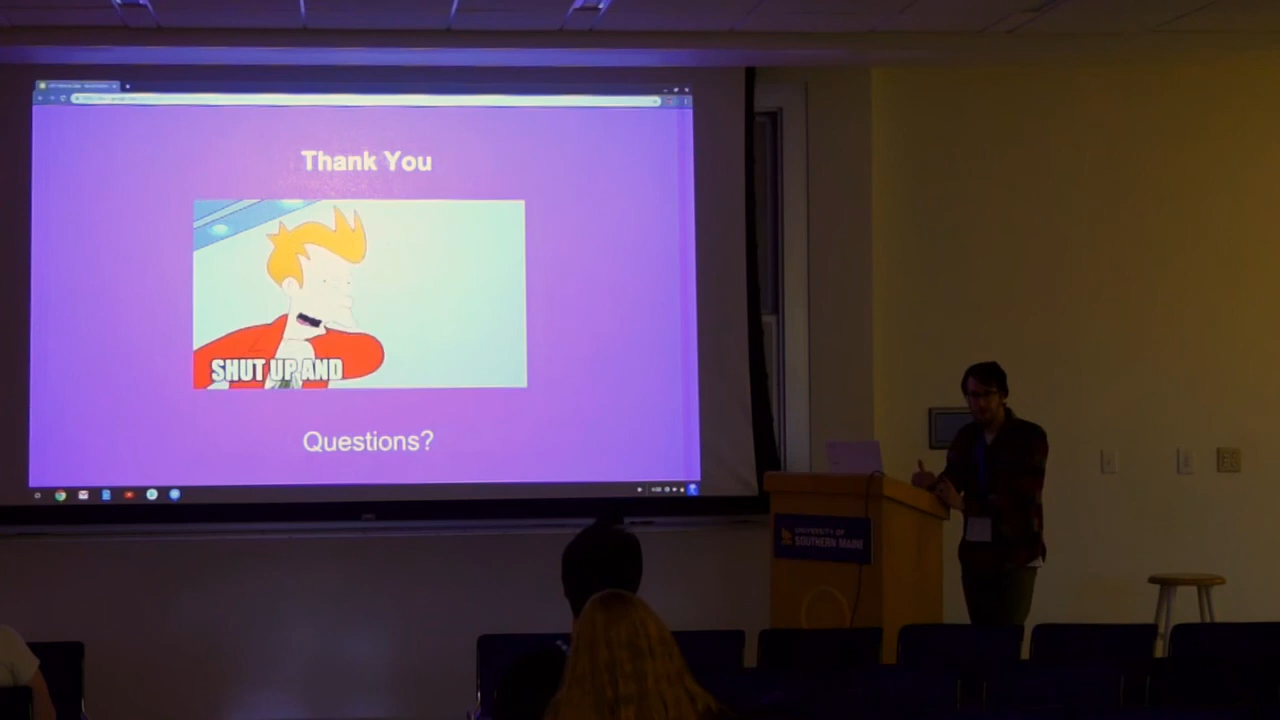 Thank You
SHUT UP AND
Questions?
UNIVERSITY OF
SOUTHERN MAINE